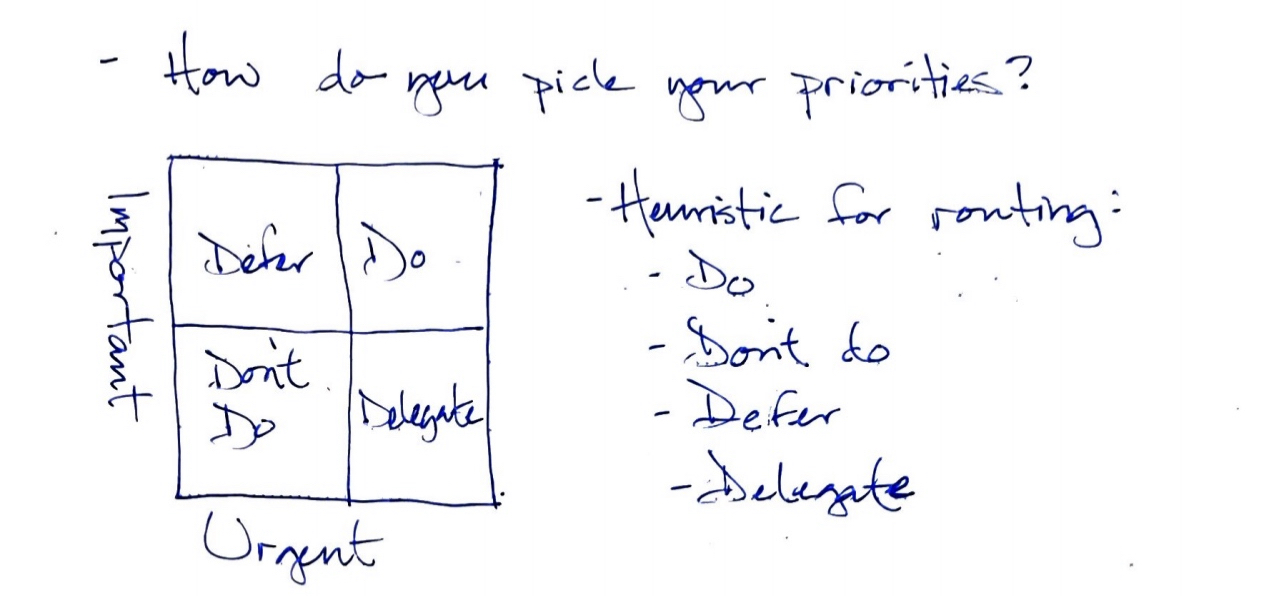 - How do you pick your priorities?
Important
Defer
Do
Don't
Do
Delegate
Urgent
- Heuristic for routing:
- Do
- Don't do
- Defer
- Delegate